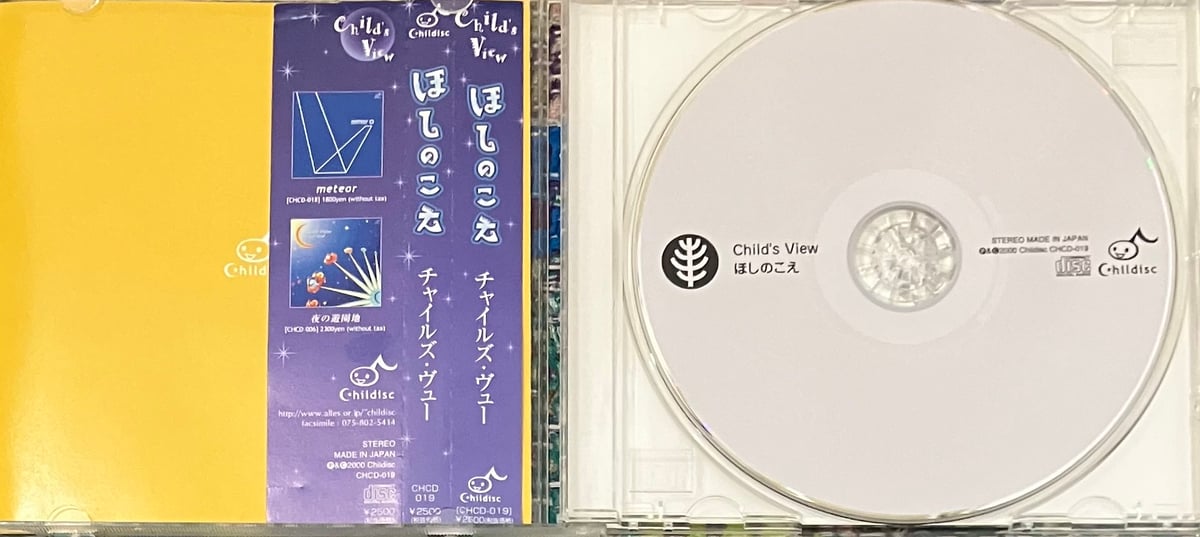 Child's View
Childisc
Child's View
ほしのこえ
ほしのこえ
チャイルズ・ヴュー
チャイルズ・ヴュー
meteor
[CHCD-018] 1800yen (without tax)
夜の遊園地
[CHCD-006] 2300yen (without tax)
Childisc
http://www.alles.or.jp/~childisc
facsimile : 075-802-5414
STEREO
MADE IN JAPAN
Ⓟ&Ⓒ2000 Childisc
CHCD-019
disc
¥2500
CHCD
019
¥2500
Childisc
[CHCD-019]
¥2500
Child's View
ほしのこえ
STEREO MADE IN JAPAN
Ⓟ&Ⓒ2000 Childisc CHCD-019
disc
Childisc